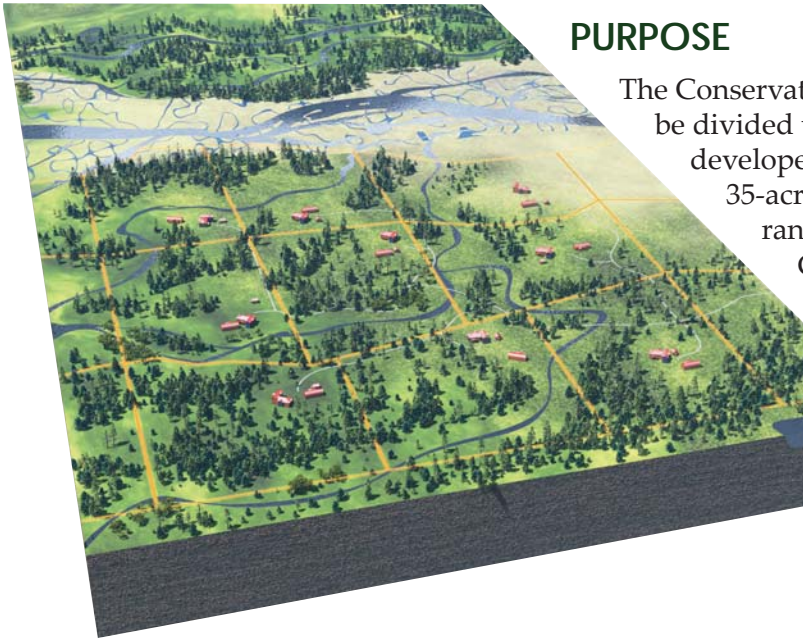 PURPOSE
The Conservat
be divided
develope
35-acr
ran